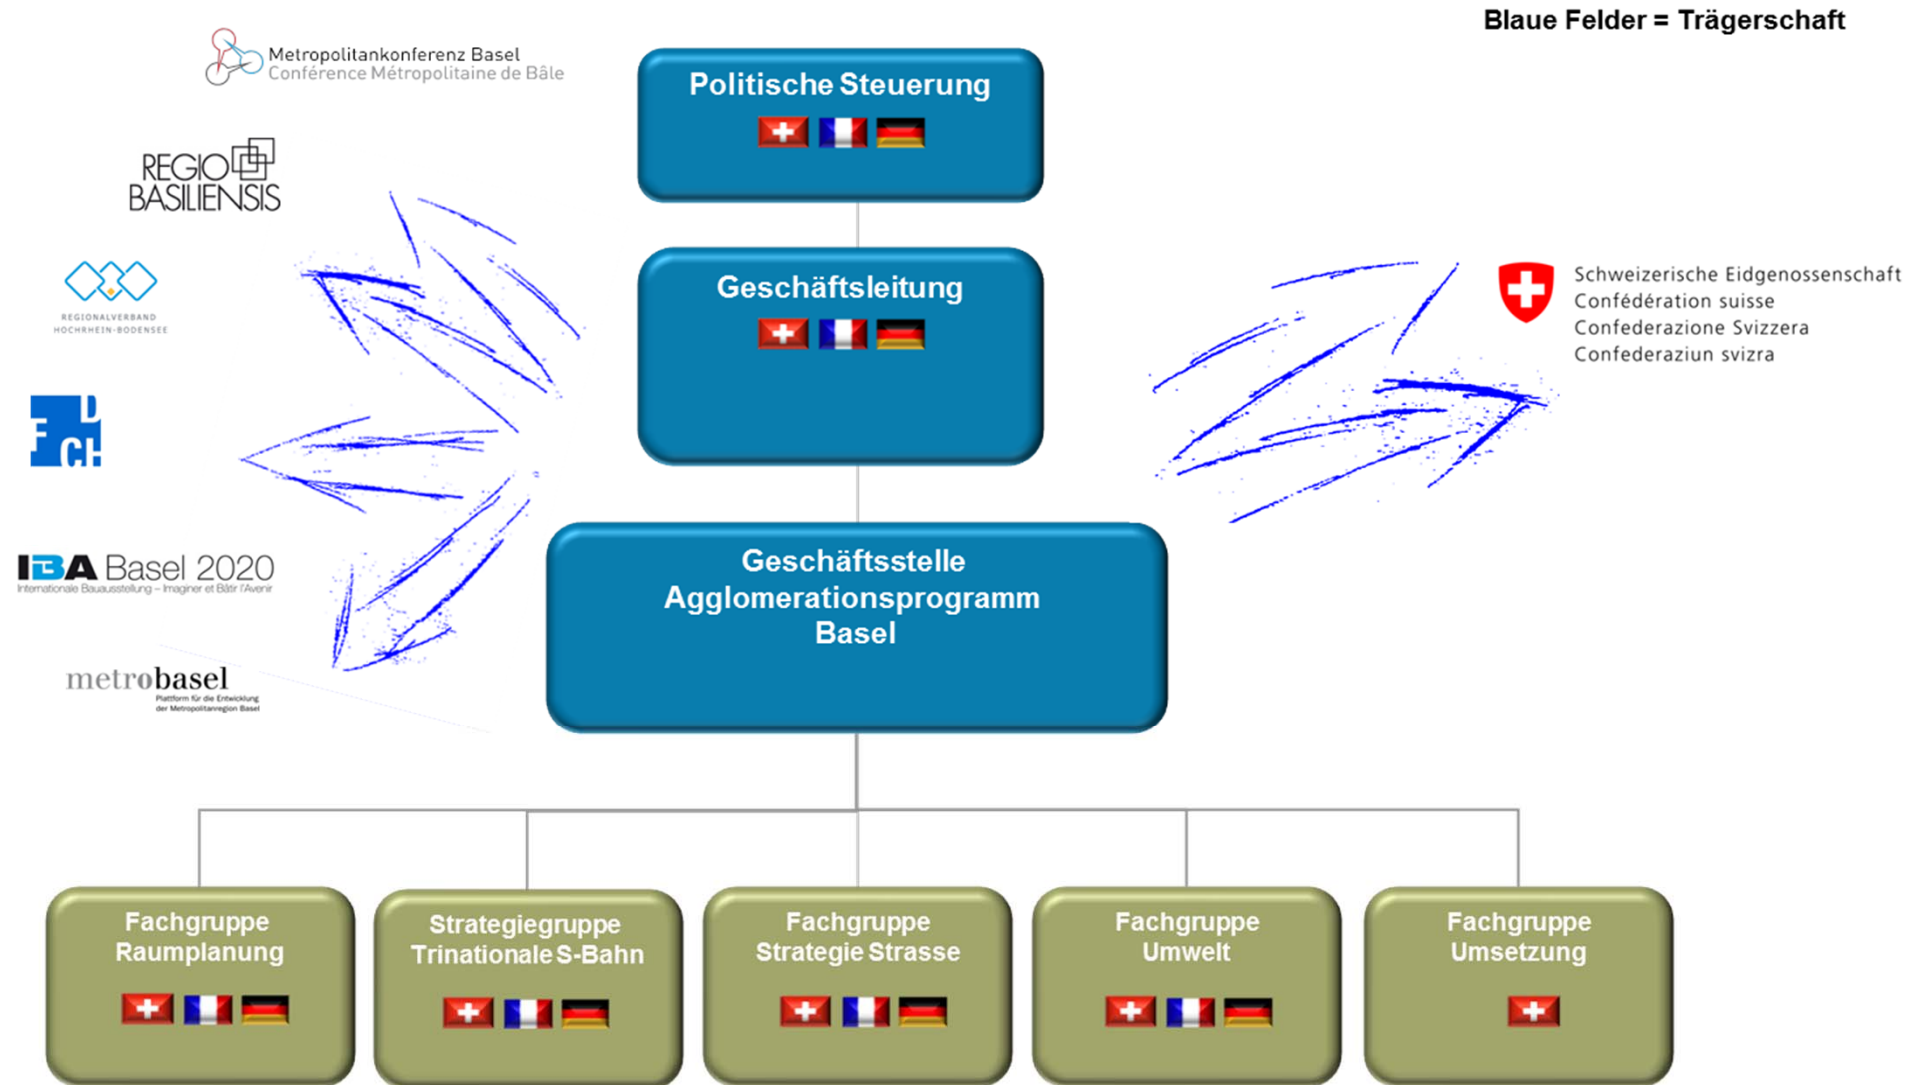 Blaue Felder = Trägerschaft
Metropolitankonferenz Basel
Conférence Métropolitaine de Bâle
REGIO
BASILIENSIS
REGIONALVERBAND
HOCHRHEIN-BODENSEE
D
F
CH
IBA Basel 2020
Internationale Bauausstellung – Imaginer et Bâtir l'Avenir
metrobasel
Plattform für die Entwicklung
der Metropolitanregion Basel
Politische Steuerung
Geschäftsleitung
Geschäftsstelle
Agglomerationsprogramm
Basel
Schweizerische Eidgenossenschaft
Confédération suisse
Confederazione Svizzera
Confederaziun svizra
Fachgruppe
Raumplanung
Strategiegruppe
Trinationale S-Bahn
Fachgruppe
Strategie Strasse
Fachgruppe
Umwelt
Fachgruppe
Umsetzung